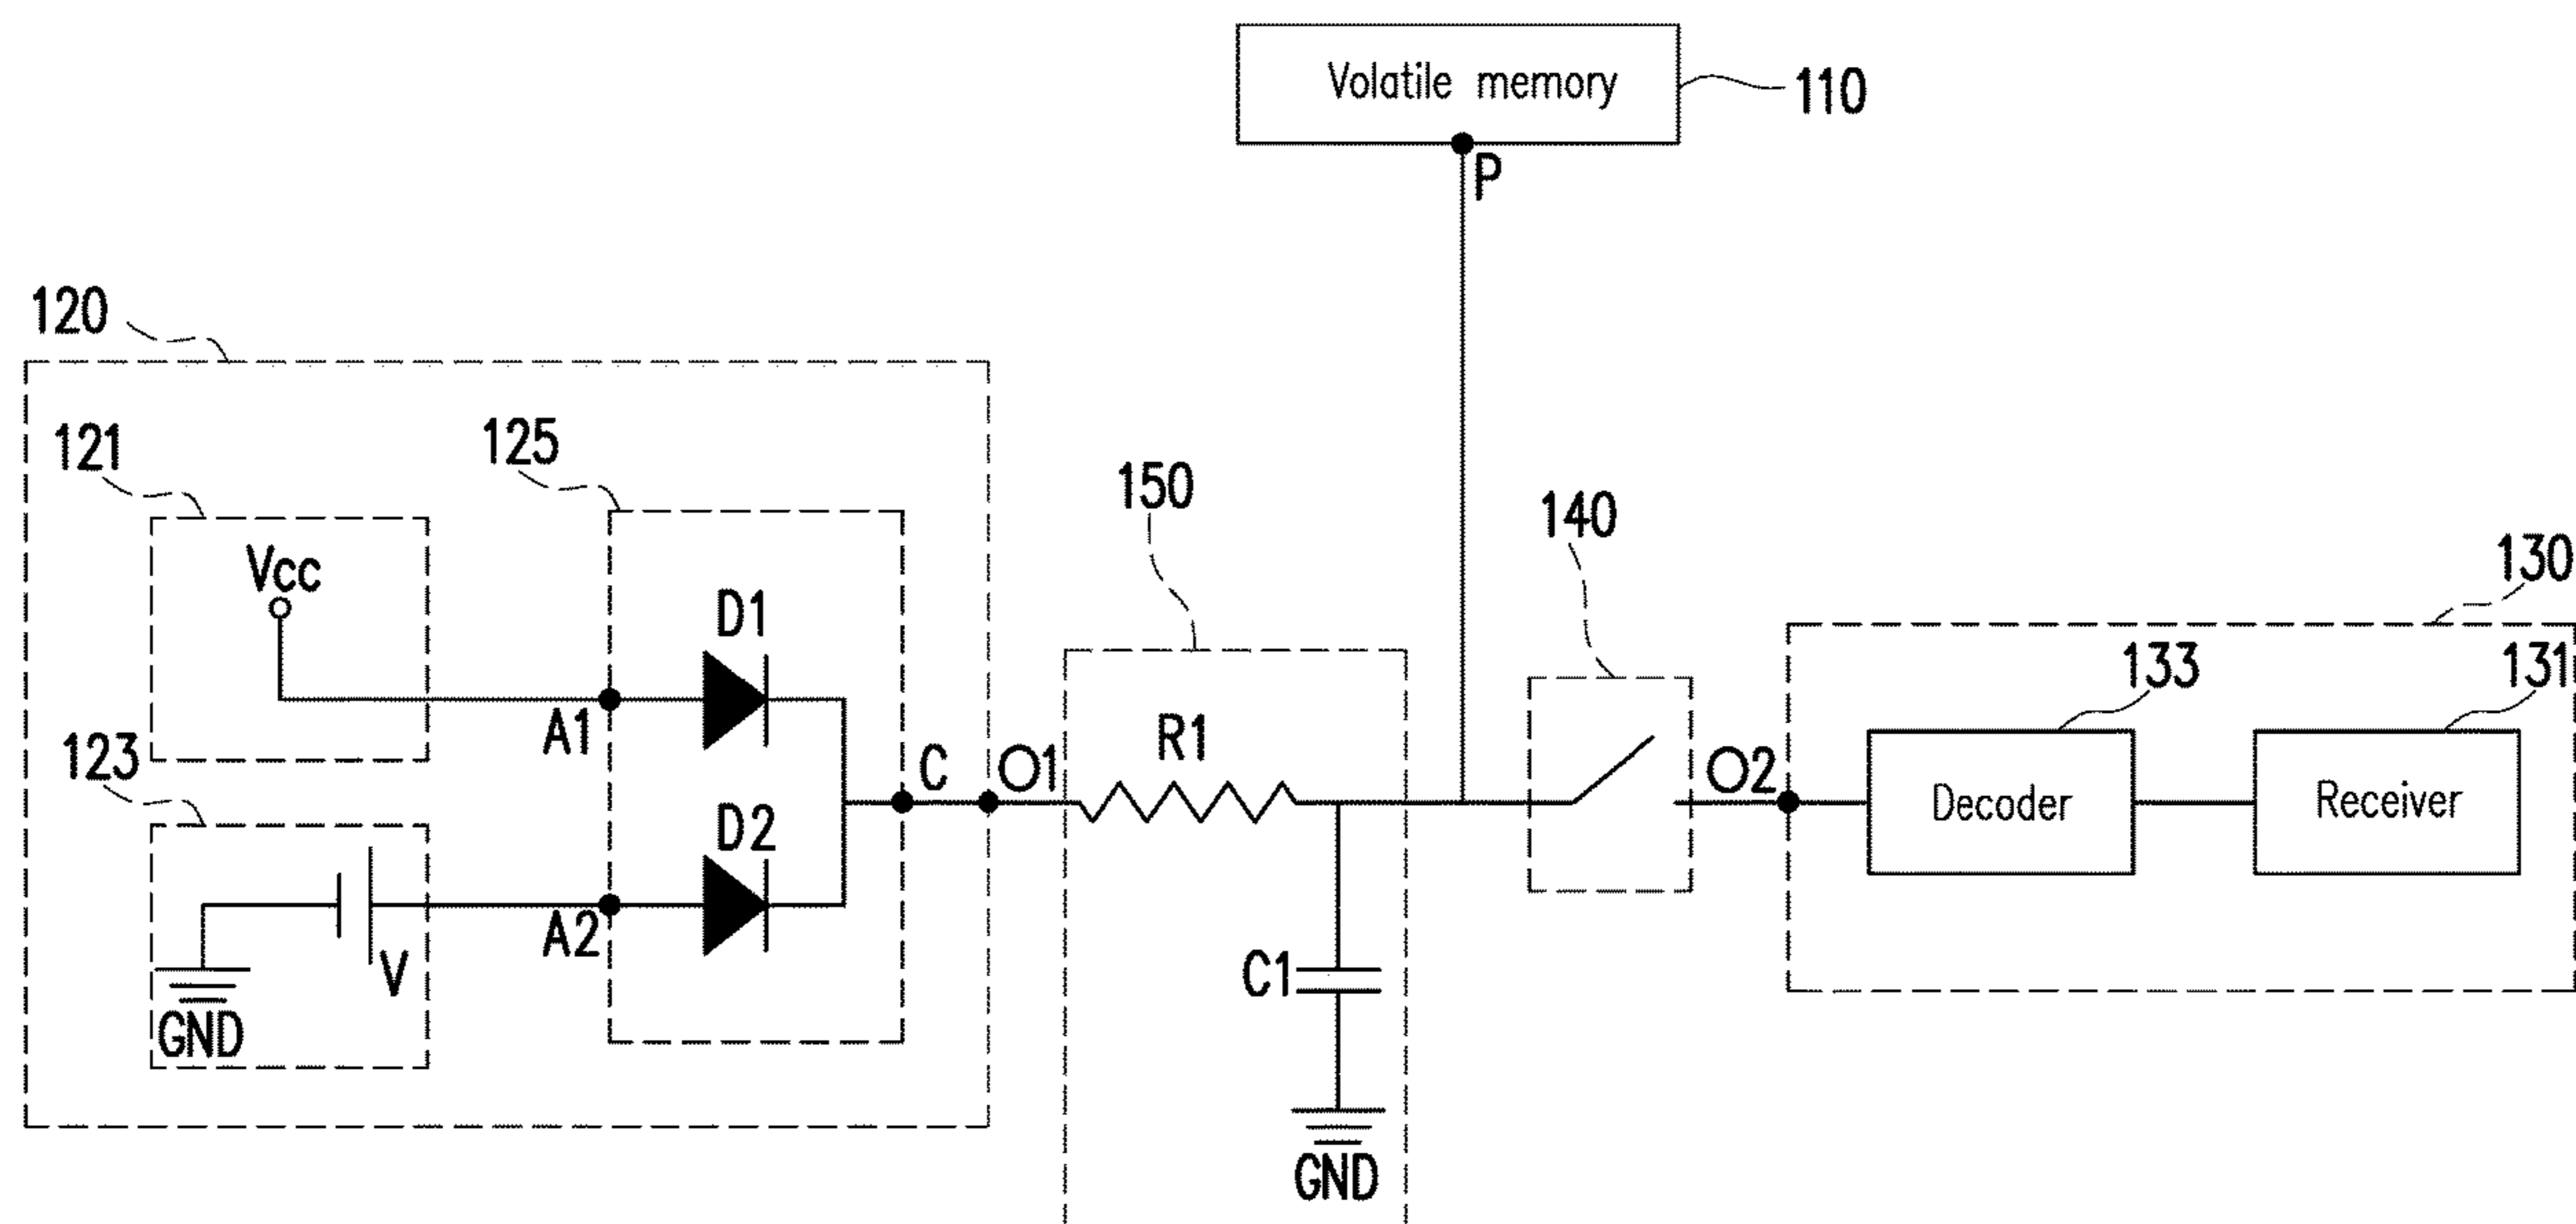 Volatile memory
110
P
120
121
125
150
140
130
Vcc
D1
133
131
A1
R1
123
C
O1
O2
Decoder
Receiver
D2
A2
V
C1
GND
GND